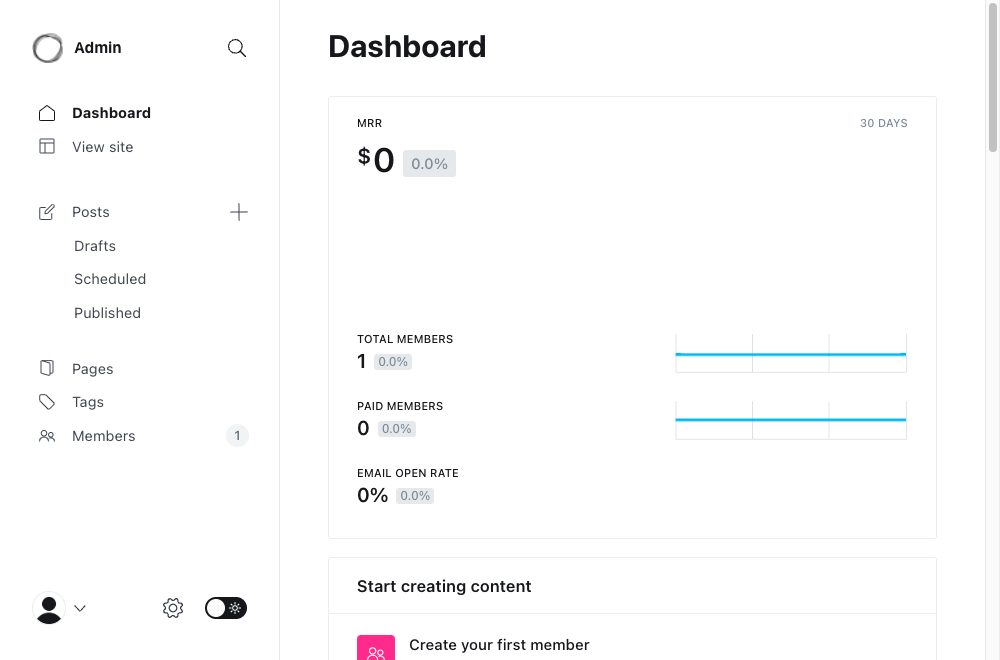 Admin
Dashboard
View site
Posts
Drafts
Scheduled
Published
Pages
Tags
Members
1
Dashboard
MRR
30 DAYS
$0 0.0%
TOTAL MEMBERS
1 0.0%
PAID MEMBERS
0 0.0%
EMAIL OPEN RATE
0% 0.0%
Start creating content
Create your first member